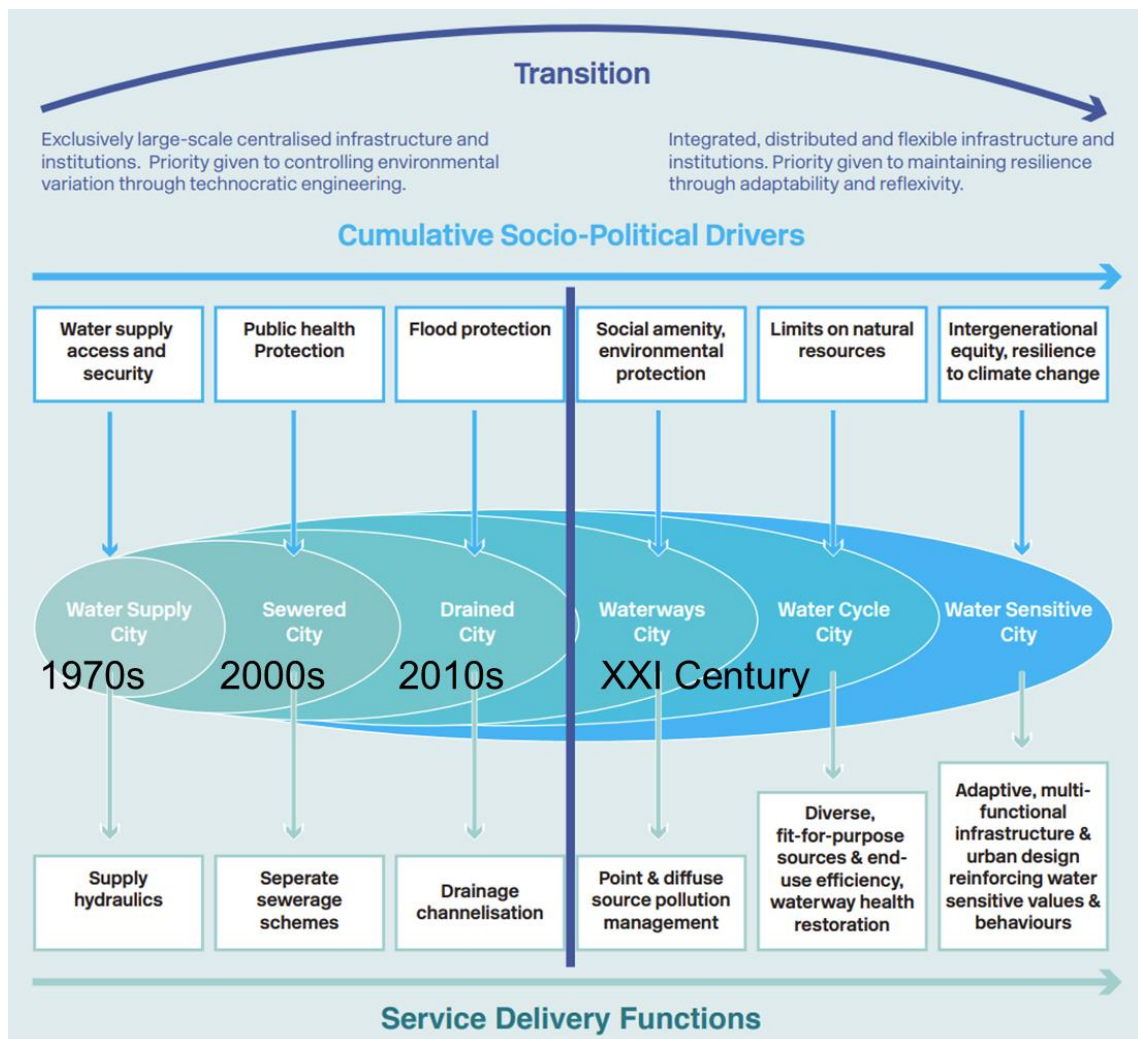 Transition
Exclusively large-scale centralised infrastructure and
institutions. Priority given to controlling environmental
variation through technocratic engineering.
Integrated, distributed and flexible infrastructure and
institutions. Priority given to maintaining resilience
through adaptability and reflexivity.
Cumulative Socio-Political Drivers
Water supply
access and
security
Public health
Protection
Flood protection
Social amenity,
environmental
protection
Limits on natural
resources
Intergenerational
equity, resilience
to climate change
Water Supply
City
Sewered
City
Drained
City
Waterways
City
Water Cycle
City
Water Sensitive
City
1970s
2000s
2010s
XXI Century
Supply
hydraulics
Seperate
sewerage
schemes
Drainage
channelisation
Point & diffuse
source pollution
management
Diverse,
fit-for-purpose
sources & end-
use efficiency,
waterway health
restoration
Adaptive, multi-
functional
infrastructure &
urban design
reinforcing water
sensitive values &
behaviours
Service Delivery Functions